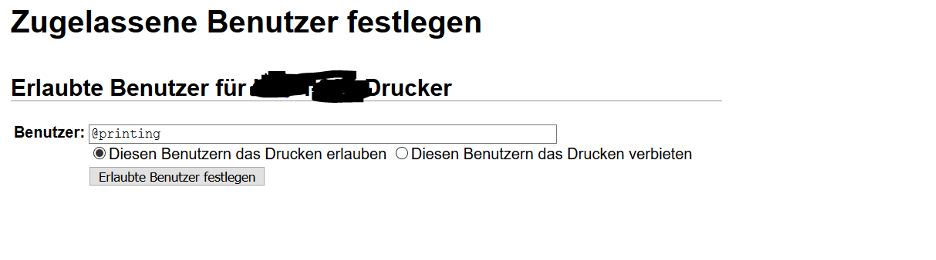 Zugelassene Benutzer festlegen
Erlaubte Benutzer für Drucker
Benutzer: @printing
Diesen Benutzern das Drucken erlauben Diesen Benutzern das Drucken verbieten
Erlaubte Benutzer festlegen